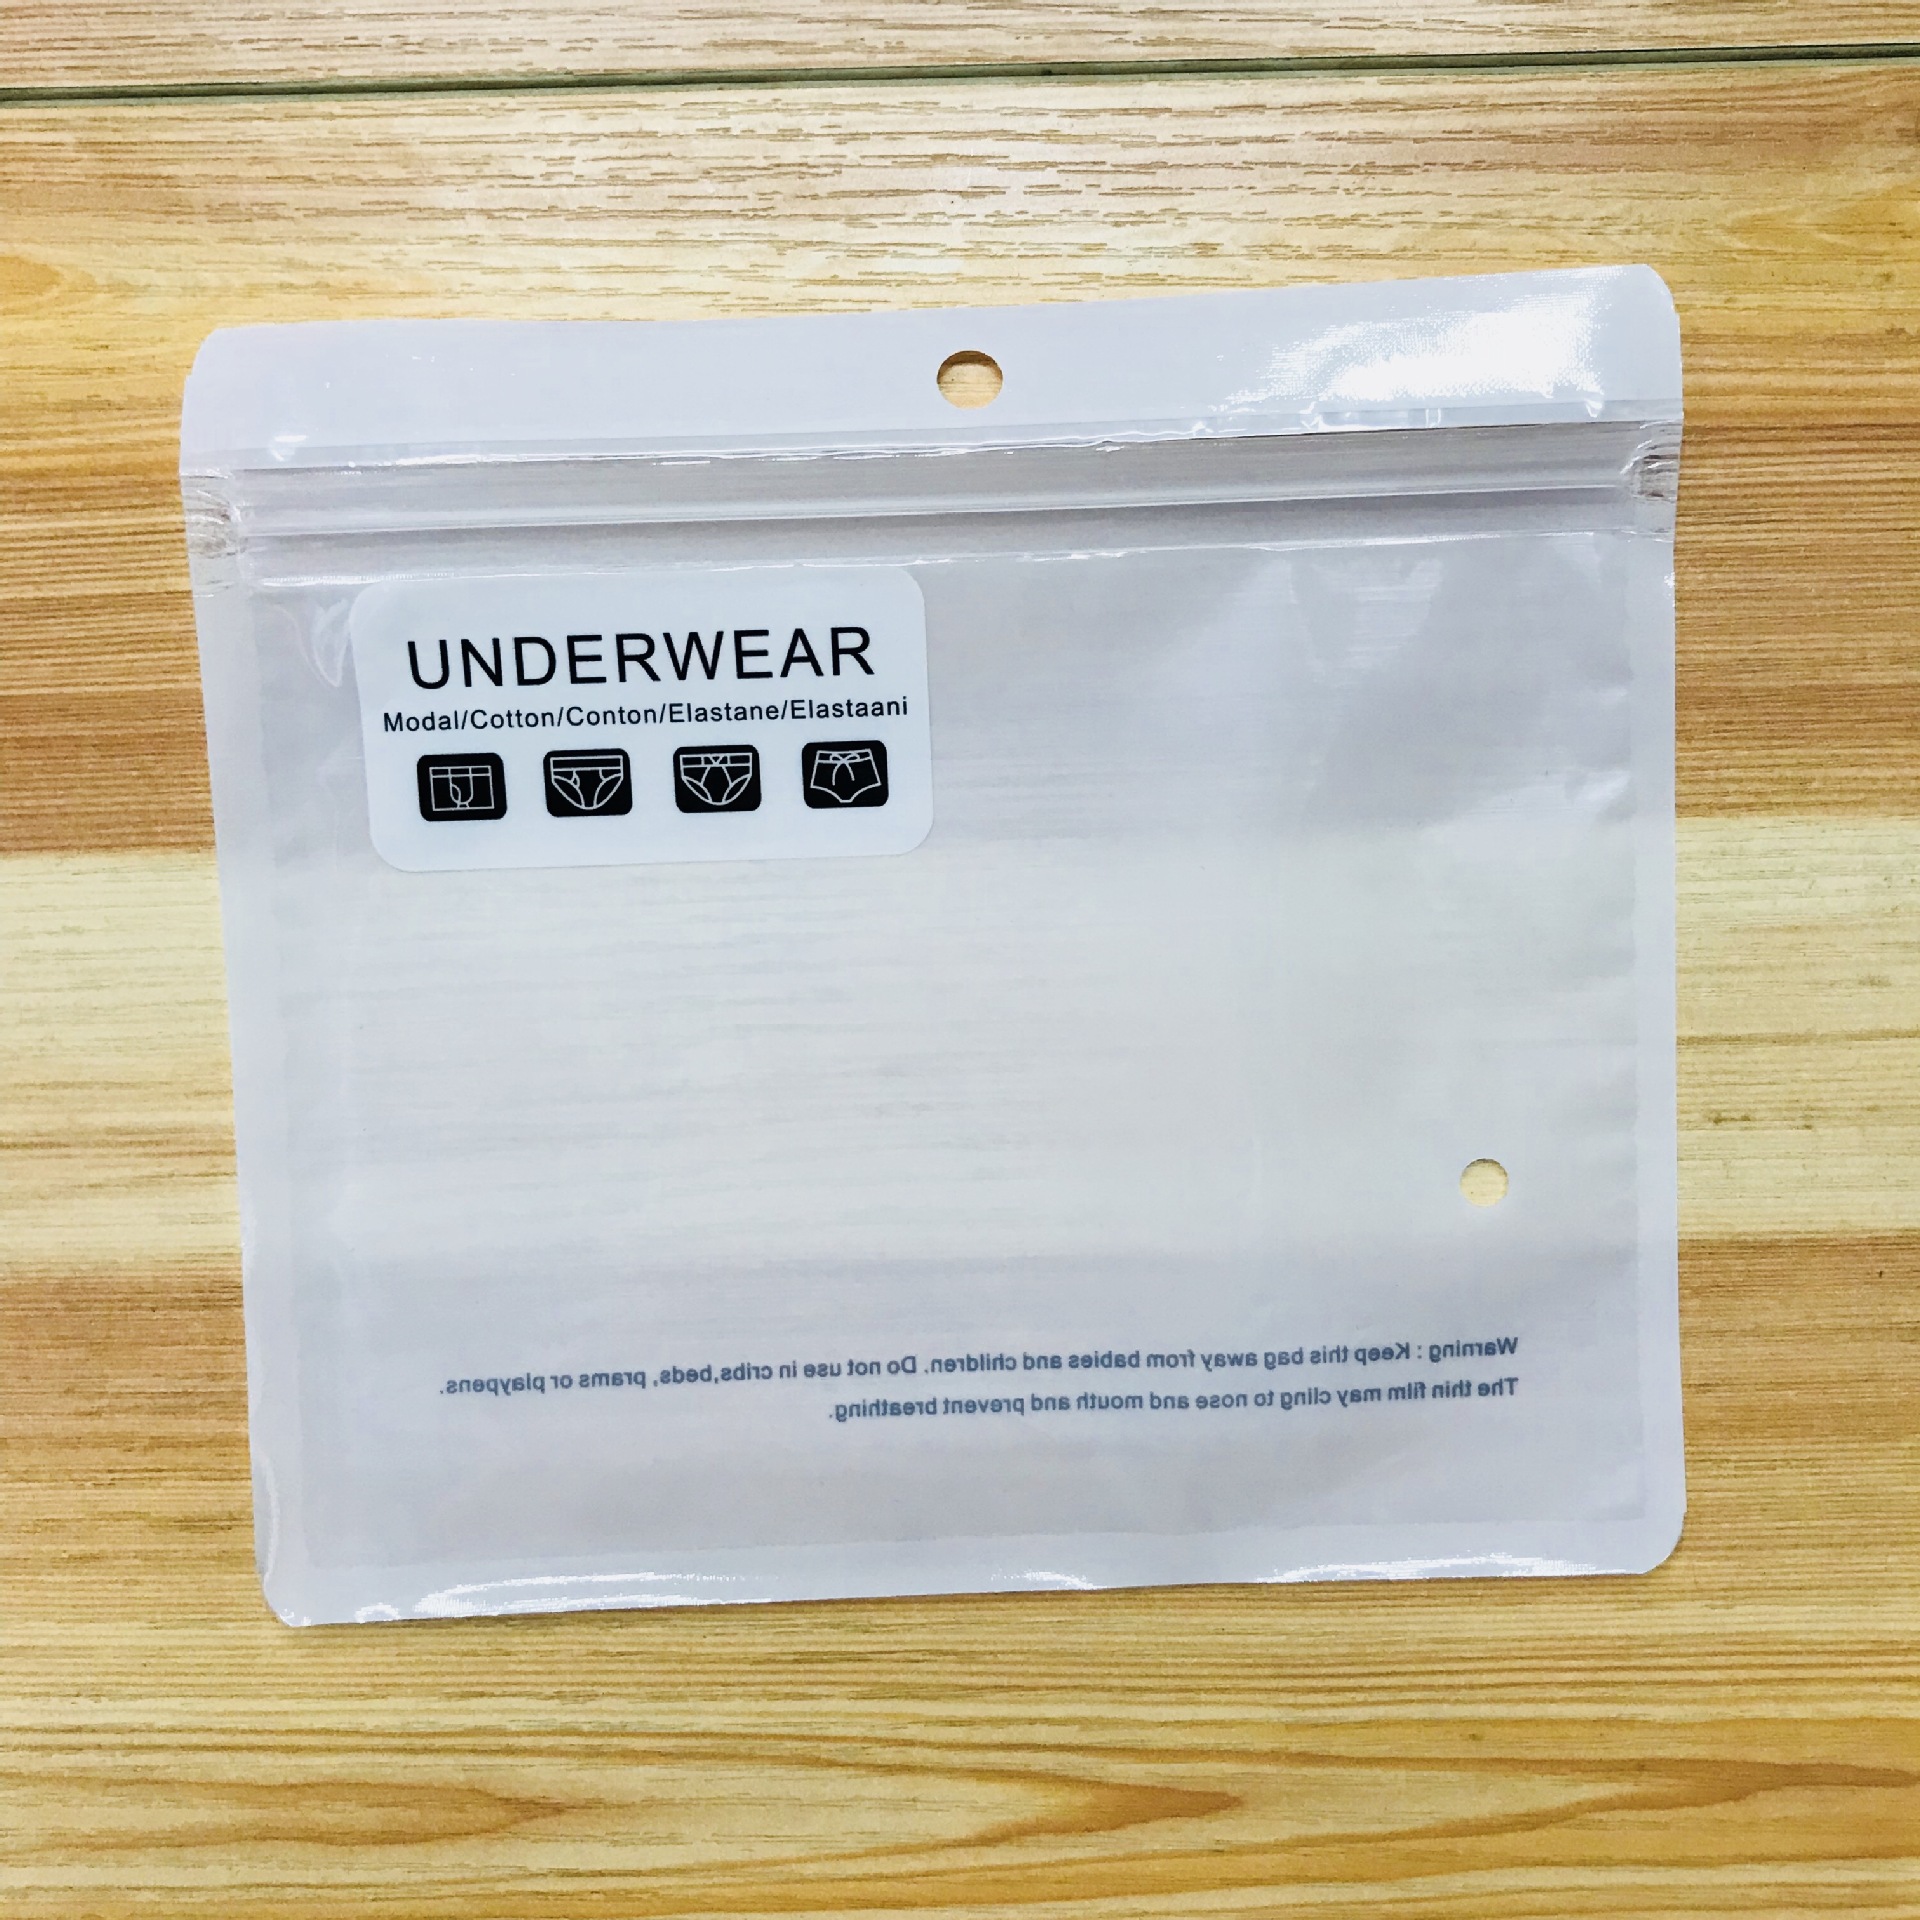 UNDERWEAR
Modal/Cotton/Conton/Elastane/Elastaani
Warning : Keep this bag away from babies and children. Do not use in cribs,beds, prams or playpens.
The thin film may cling to nose and mouth and prevent breathing.